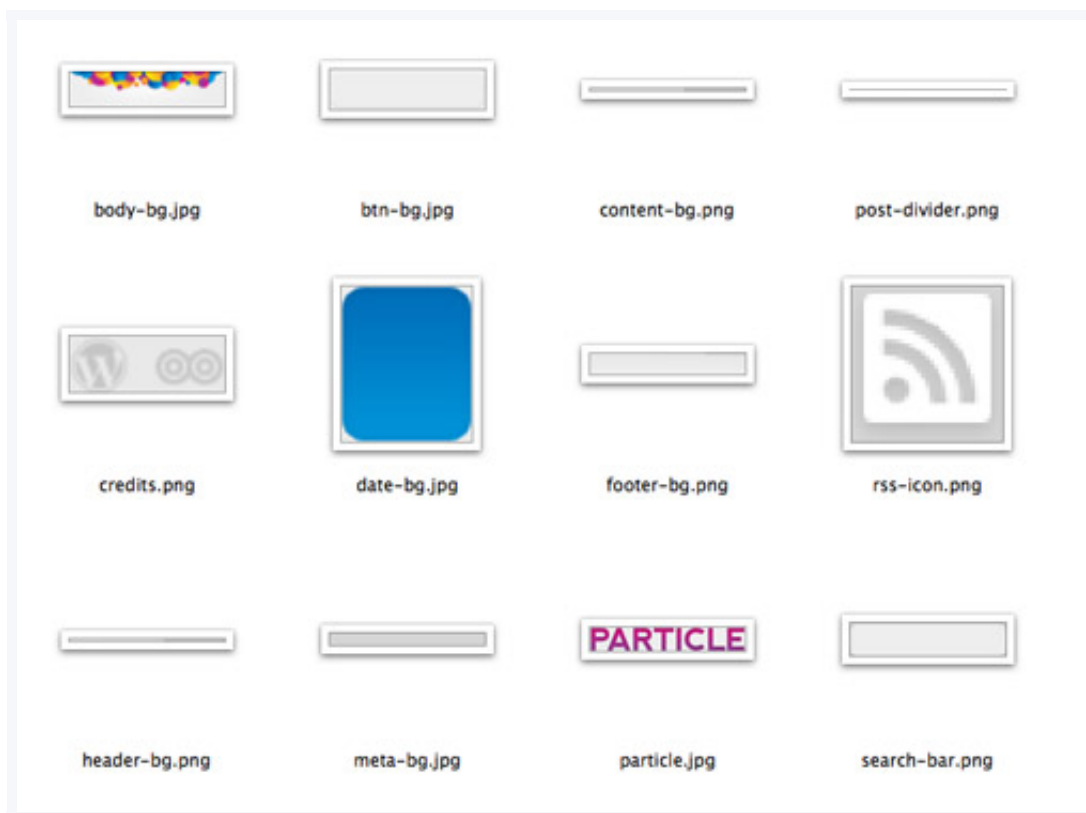 body-bg.jpg
btn-bg.jpg
content-bg.png
post-divider.png
W
credits.png
date-bg.jpg
footer-bg.png
rss-icon.png
PARTICLE
header-bg.png
meta-bg.jpg
particle.jpg
search-bar.png